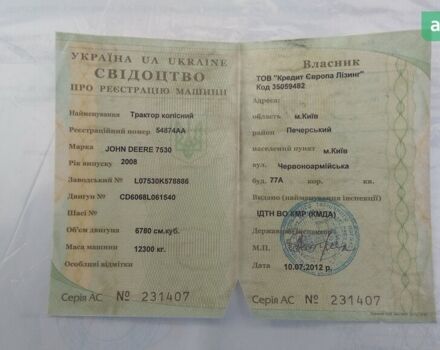 УКРАЇНА UA UKRAINE
СВІДОЦТВО
ПРО РЕЄСТРАЦІЮ МАШИНИ
Найменування Трактор колісний
Реєстраційний номер 54874АА
Марка JOHN DEERE 7530
Рік випуску 2008
Заводський № L07530K578886
Двигун № CD6068L061540
Шасі №
Об'єм двигуна 6780 см.куб.
Маса машини 12300 кг.
Особливі відмітки
Серія АС № 231407
Власник
ТОВ "Кредит Європа Лізинг"
Код 35059482
Адреса:
область м.Київ
район Печерський
населений пункт м.Київ
вул. Червоноармійська
буд. 77А кор. кв.
Видано (найменування інспекції)
ІДТН ВО КМР (КМДА)
Державний інспектор
М.П.
Дата 10.07.2012 р.
Серія АС № 231407